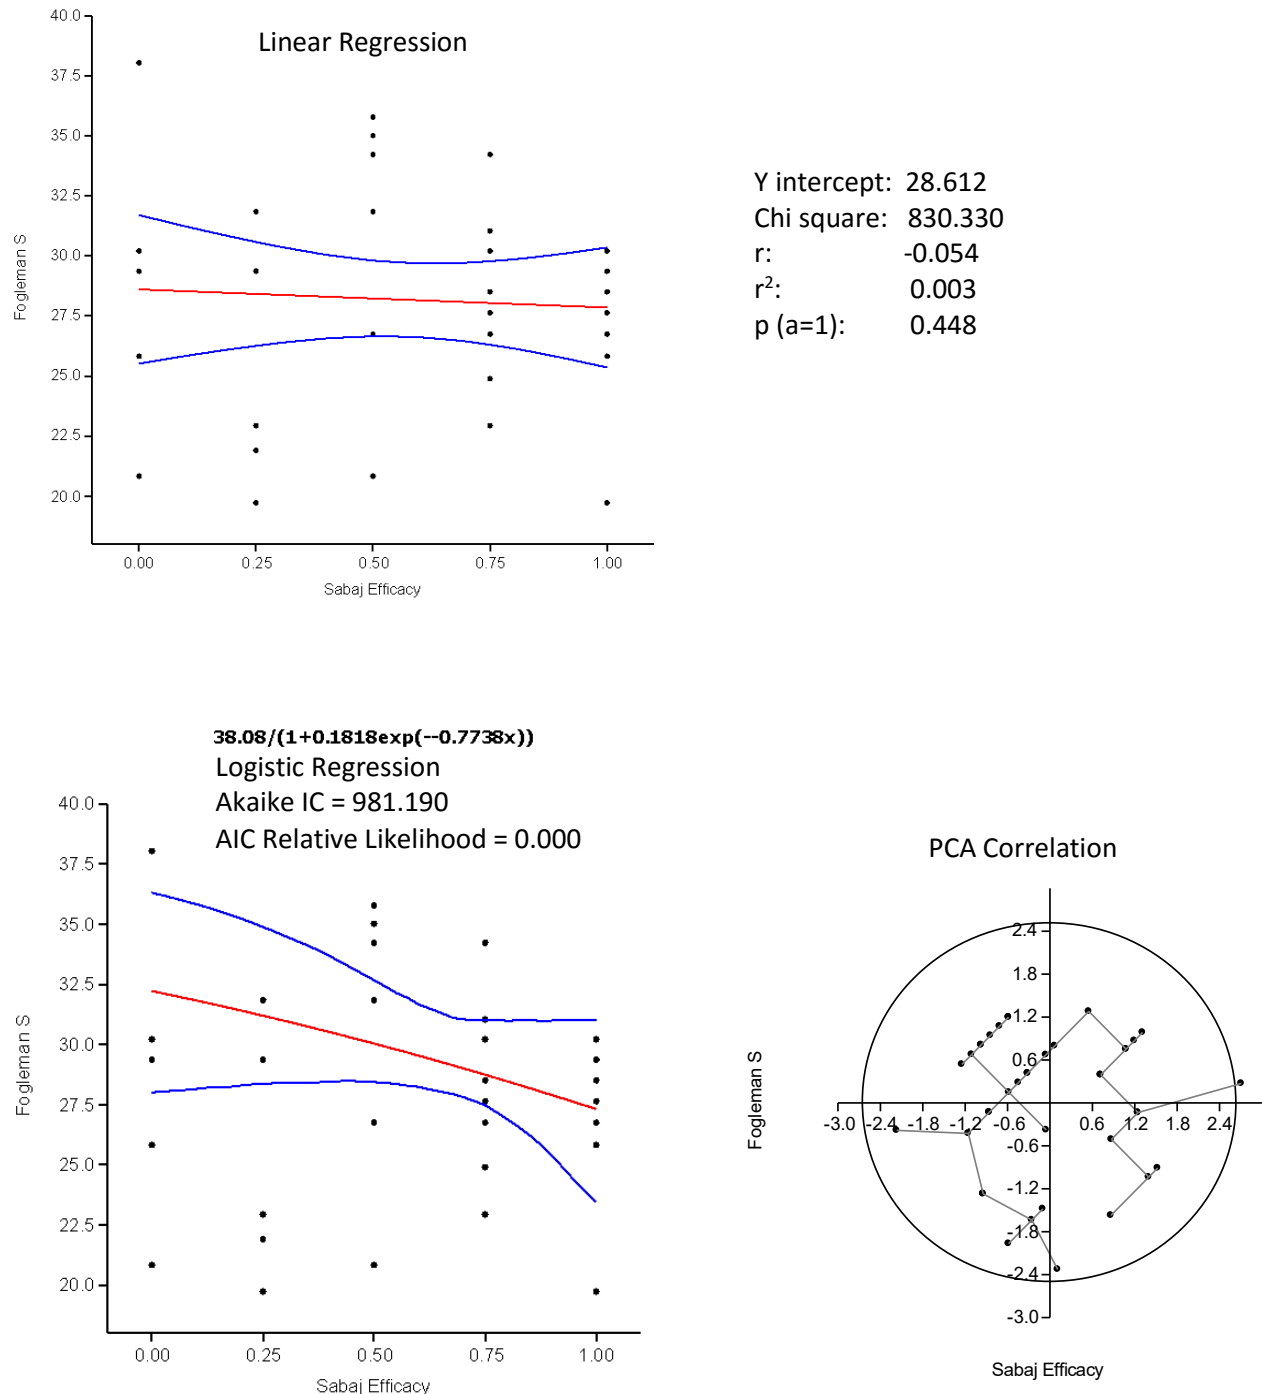 Linear Regression
40.0
37.5
35.0
32.5
30.0
27.5
25.0
22.5
20.0
Fogleman S
0.00 0.25 0.50 0.75 1.00
Sabaj Efficacy
Y intercept: 28.612
Chi square: 830.330
r: -0.054
r²: 0.003
p (a=1): 0.448
38.08/(1+0.1818exp(--0.7738x))
Logistic Regression
Akaike IC = 981.190
AIC Relative Likelihood = 0.000
40.0
37.5
35.0
32.5
30.0
27.5
25.0
22.5
20.0
Fogleman S
0.00 0.25 0.50 0.75 1.00
Sabaj Efficacy
PCA Correlation
2.4
1.8
1.2
0.6
-3.0 -2.4 -1.8 -1.2 -0.6 0.6 1.2 1.8 2.4
-0.6
-1.2
-1.8
-2.4
-3.0
Fogleman S
Sabaj Efficacy